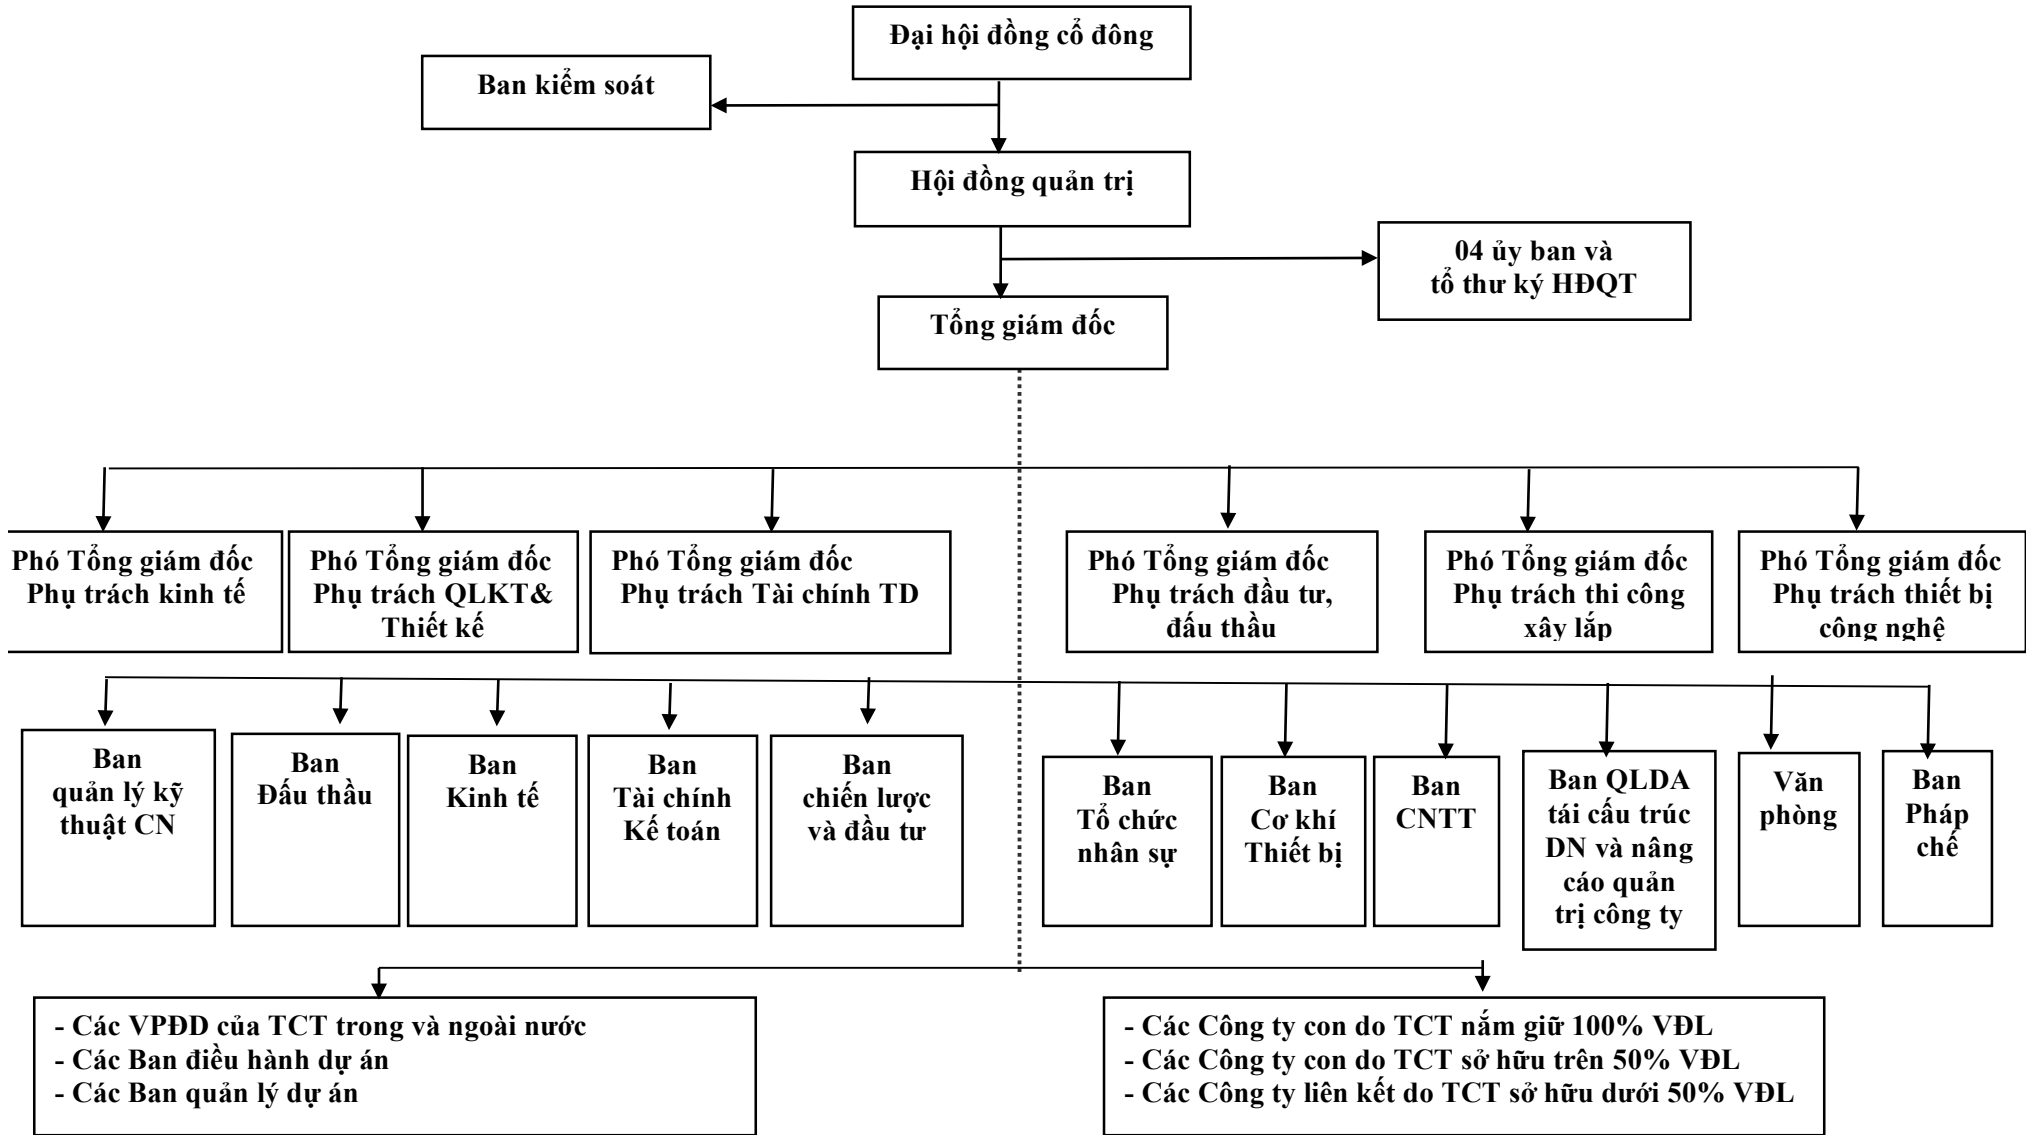 Đại hội đồng cổ đông
Ban kiểm soát
Hội đồng quản trị
04 ủy ban và
tổ thư ký HĐQT
Tổng giám đốc
Phó Tổng giám đốc
Phụ trách kinh tế
Phó Tổng giám đốc
Phụ trách QLKT&
Thiết kế
Phó Tổng giám đốc
Phụ trách Tài chính TD
Phó Tổng giám đốc
Phụ trách đầu tư,
đấu thầu
Phó Tổng giám đốc
Phụ trách thi công
xây lắp
Phó Tổng giám đốc
Phụ trách thiết bị
công nghệ
Ban
quản lý kỹ
thuật CN
Ban
Đấu thầu
Ban
Kinh tế
Ban
Tài chính
Kế toán
Ban
chiến lược
và đầu tư
Ban
Tổ chức
nhân sự
Ban
Cơ khí
Thiết bị
Ban
CNTT
Ban QLDA
tái cấu trúc
DN và nâng
cáo quản
trị công ty
Văn
phòng
Ban
Pháp
chế
- Các VPĐD của TCT trong và ngoài nước
- Các Ban điều hành dự án
- Các Ban quản lý dự án
- Các Công ty con do TCT nắm giữ 100% VĐL
- Các Công ty con do TCT sở hữu trên 50% VĐL
- Các Công ty liên kết do TCT sở hữu dưới 50% VĐL